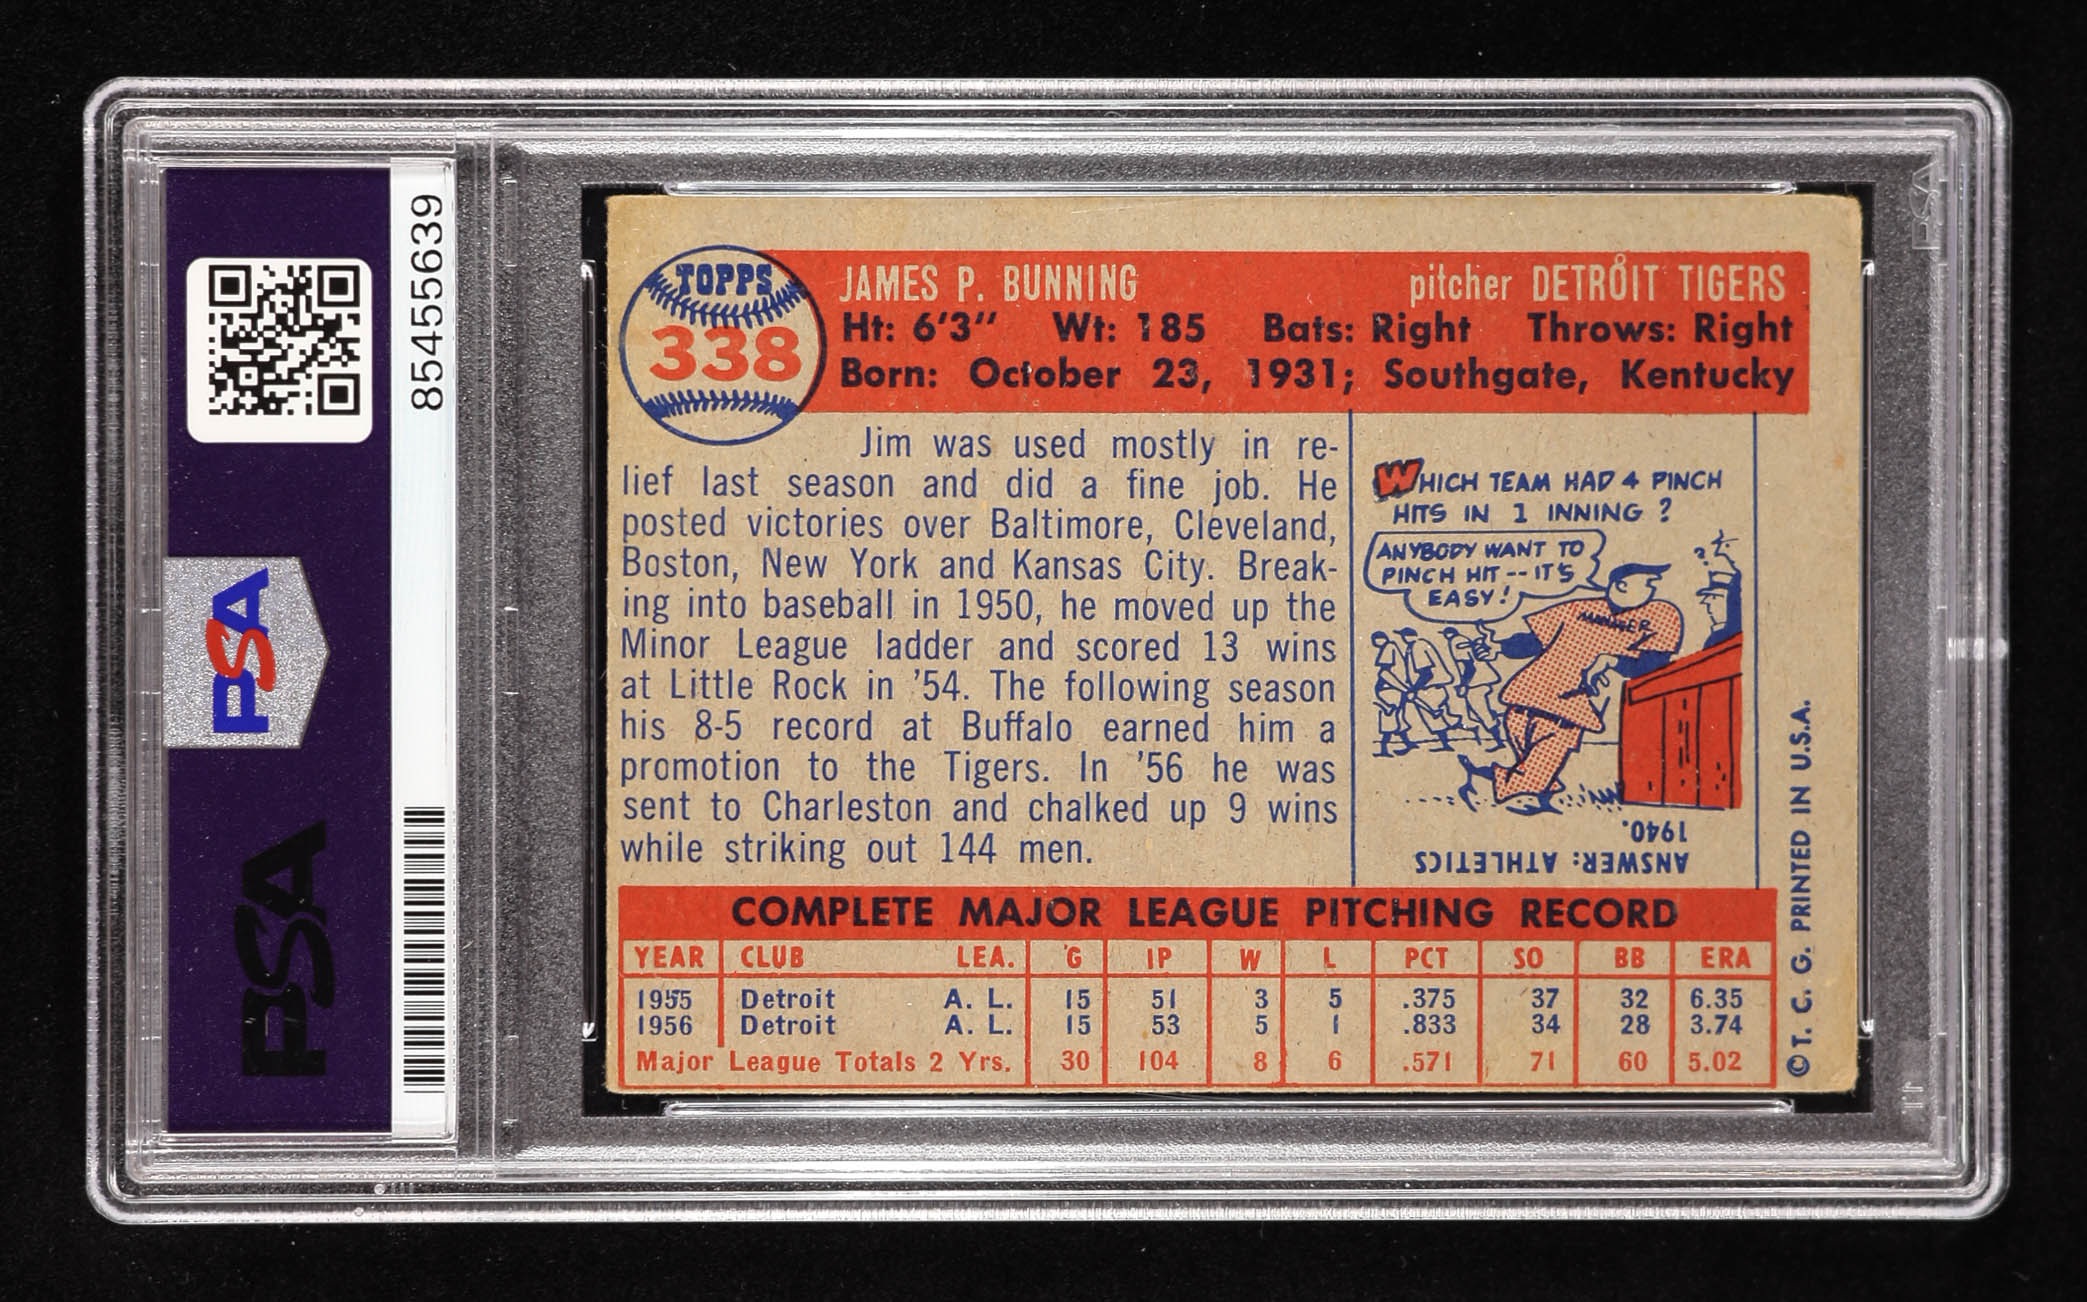 85455639
PSA
PSA
PSA
TOPPS
338
JAMES P. BUNNING pitcher DETROIT TIGERS
Ht: 6'3" Wt: 185 Bats: Right Throws: Right
Born: October 23, 1931; Southgate, Kentucky
Jim was used mostly in re-
lief last season and did a fine job. He
posted victories over Baltimore, Cleveland,
Boston, New York and Kansas City. Break-
ing into baseball in 1950, he moved up the
Minor League ladder and scored 13 wins
at Little Rock in '54. The following season
his 8-5 record at Buffalo earned him a
promotion to the Tigers. In '56 he was
sent to Charleston and chalked up 9 wins
while striking out 144 men.
WHICH TEAM HAD 4 PINCH
HITS IN 1 INNING ?
ANYBODY WANT TO
PINCH HIT -- IT'S
EASY!
MANAGER
ANSWER: ATHLETICS
1940.
COMPLETE MAJOR LEAGUE PITCHING RECORD
YEAR CLUB LEA. G IP W L PCT SO BB ERA
1955 Detroit A. L. 15 51 3 5 .375 37 32 6.35
1956 Detroit A. L. 15 53 5 1 .833 34 28 3.74
Major League Totals 2 Yrs. 30 104 8 6 .571 71 60 5.02
©T. C. G. PRINTED IN U.S.A.